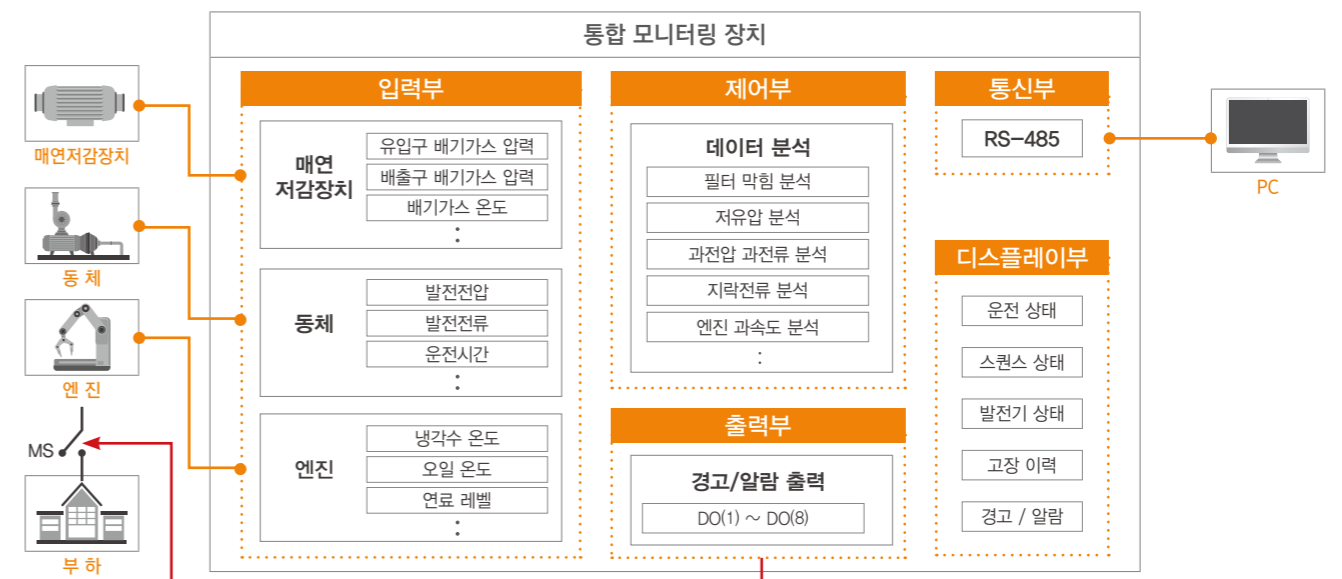 통합 모니터링 장치
매연저감장치
동 체
엔 진
MS
부 하
입력부
매연
저감장치
유입구 배기가스 압력
배출구 배기가스 압력
배기가스 온도
:
동체
발전전압
발전전류
운전시간
:
엔진
냉각수 온도
오일 온도
연료 레벨
:
제어부
데이터 분석
필터 막힘 분석
저유압 분석
과전압 과전류 분석
지락전류 분석
엔진 과속도 분석
:
출력부
경고/알람 출력
DO(1) ～ DO(8)
통신부
RS-485
디스플레이부
운전 상태
스퀀스 상태
발전기 상태
고장 이력
경고 / 알람
PC